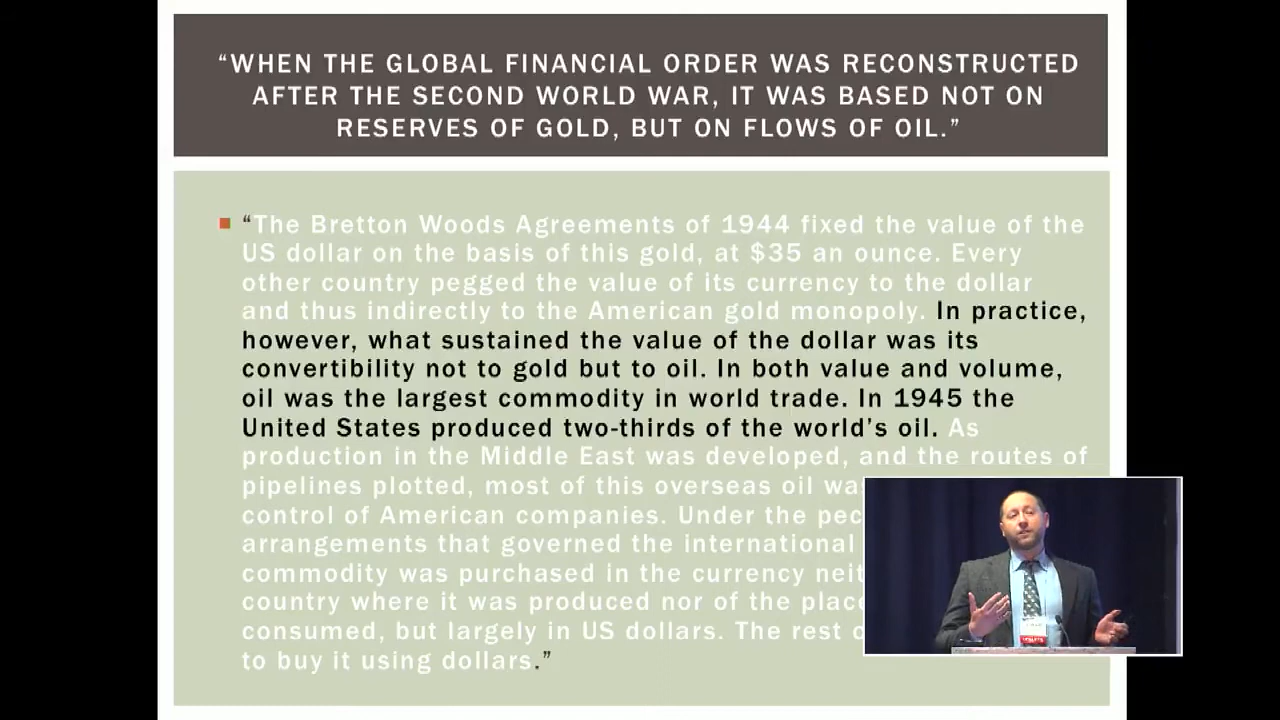 “WHEN THE GLOBAL FINANCIAL ORDER WAS RECONSTRUCTED
AFTER THE SECOND WORLD WAR, IT WAS BASED NOT ON
RESERVES OF GOLD, BUT ON FLOWS OF OIL.”
“The Bretton Woods Agreements of 1944 fixed the value of the
US dollar on the basis of this gold, at $35 an ounce. Every
other country pegged the value of its currency to the dollar
and thus indirectly to the American gold monopoly. In practice,
however, what sustained the value of the dollar was its
convertibility not to gold but to oil. In both value and volume,
oil was the largest commodity in world trade. In 1945 the
United States produced two-thirds of the world’s oil. As
production in the Middle East was developed, and the routes of
pipelines plotted, most of this overseas oil wa
control of American companies. Under the pec
arrangements that governed the international
commodity was purchased in the currency neit
country where it was produced nor of the plac
consumed, but largely in US dollars. The rest
to buy it using dollars.”